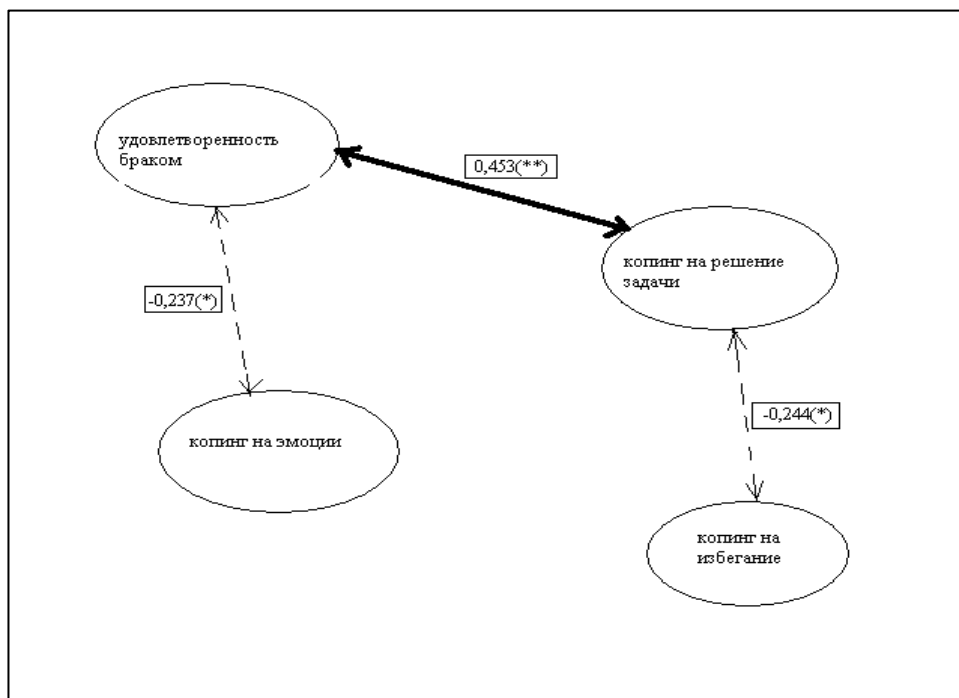 удовлетворенность
браком
0,453(**)
копинг на решение
задачи
-0,237(*)
-0,244(*)
копинг на эмоции
копинг на
избегание